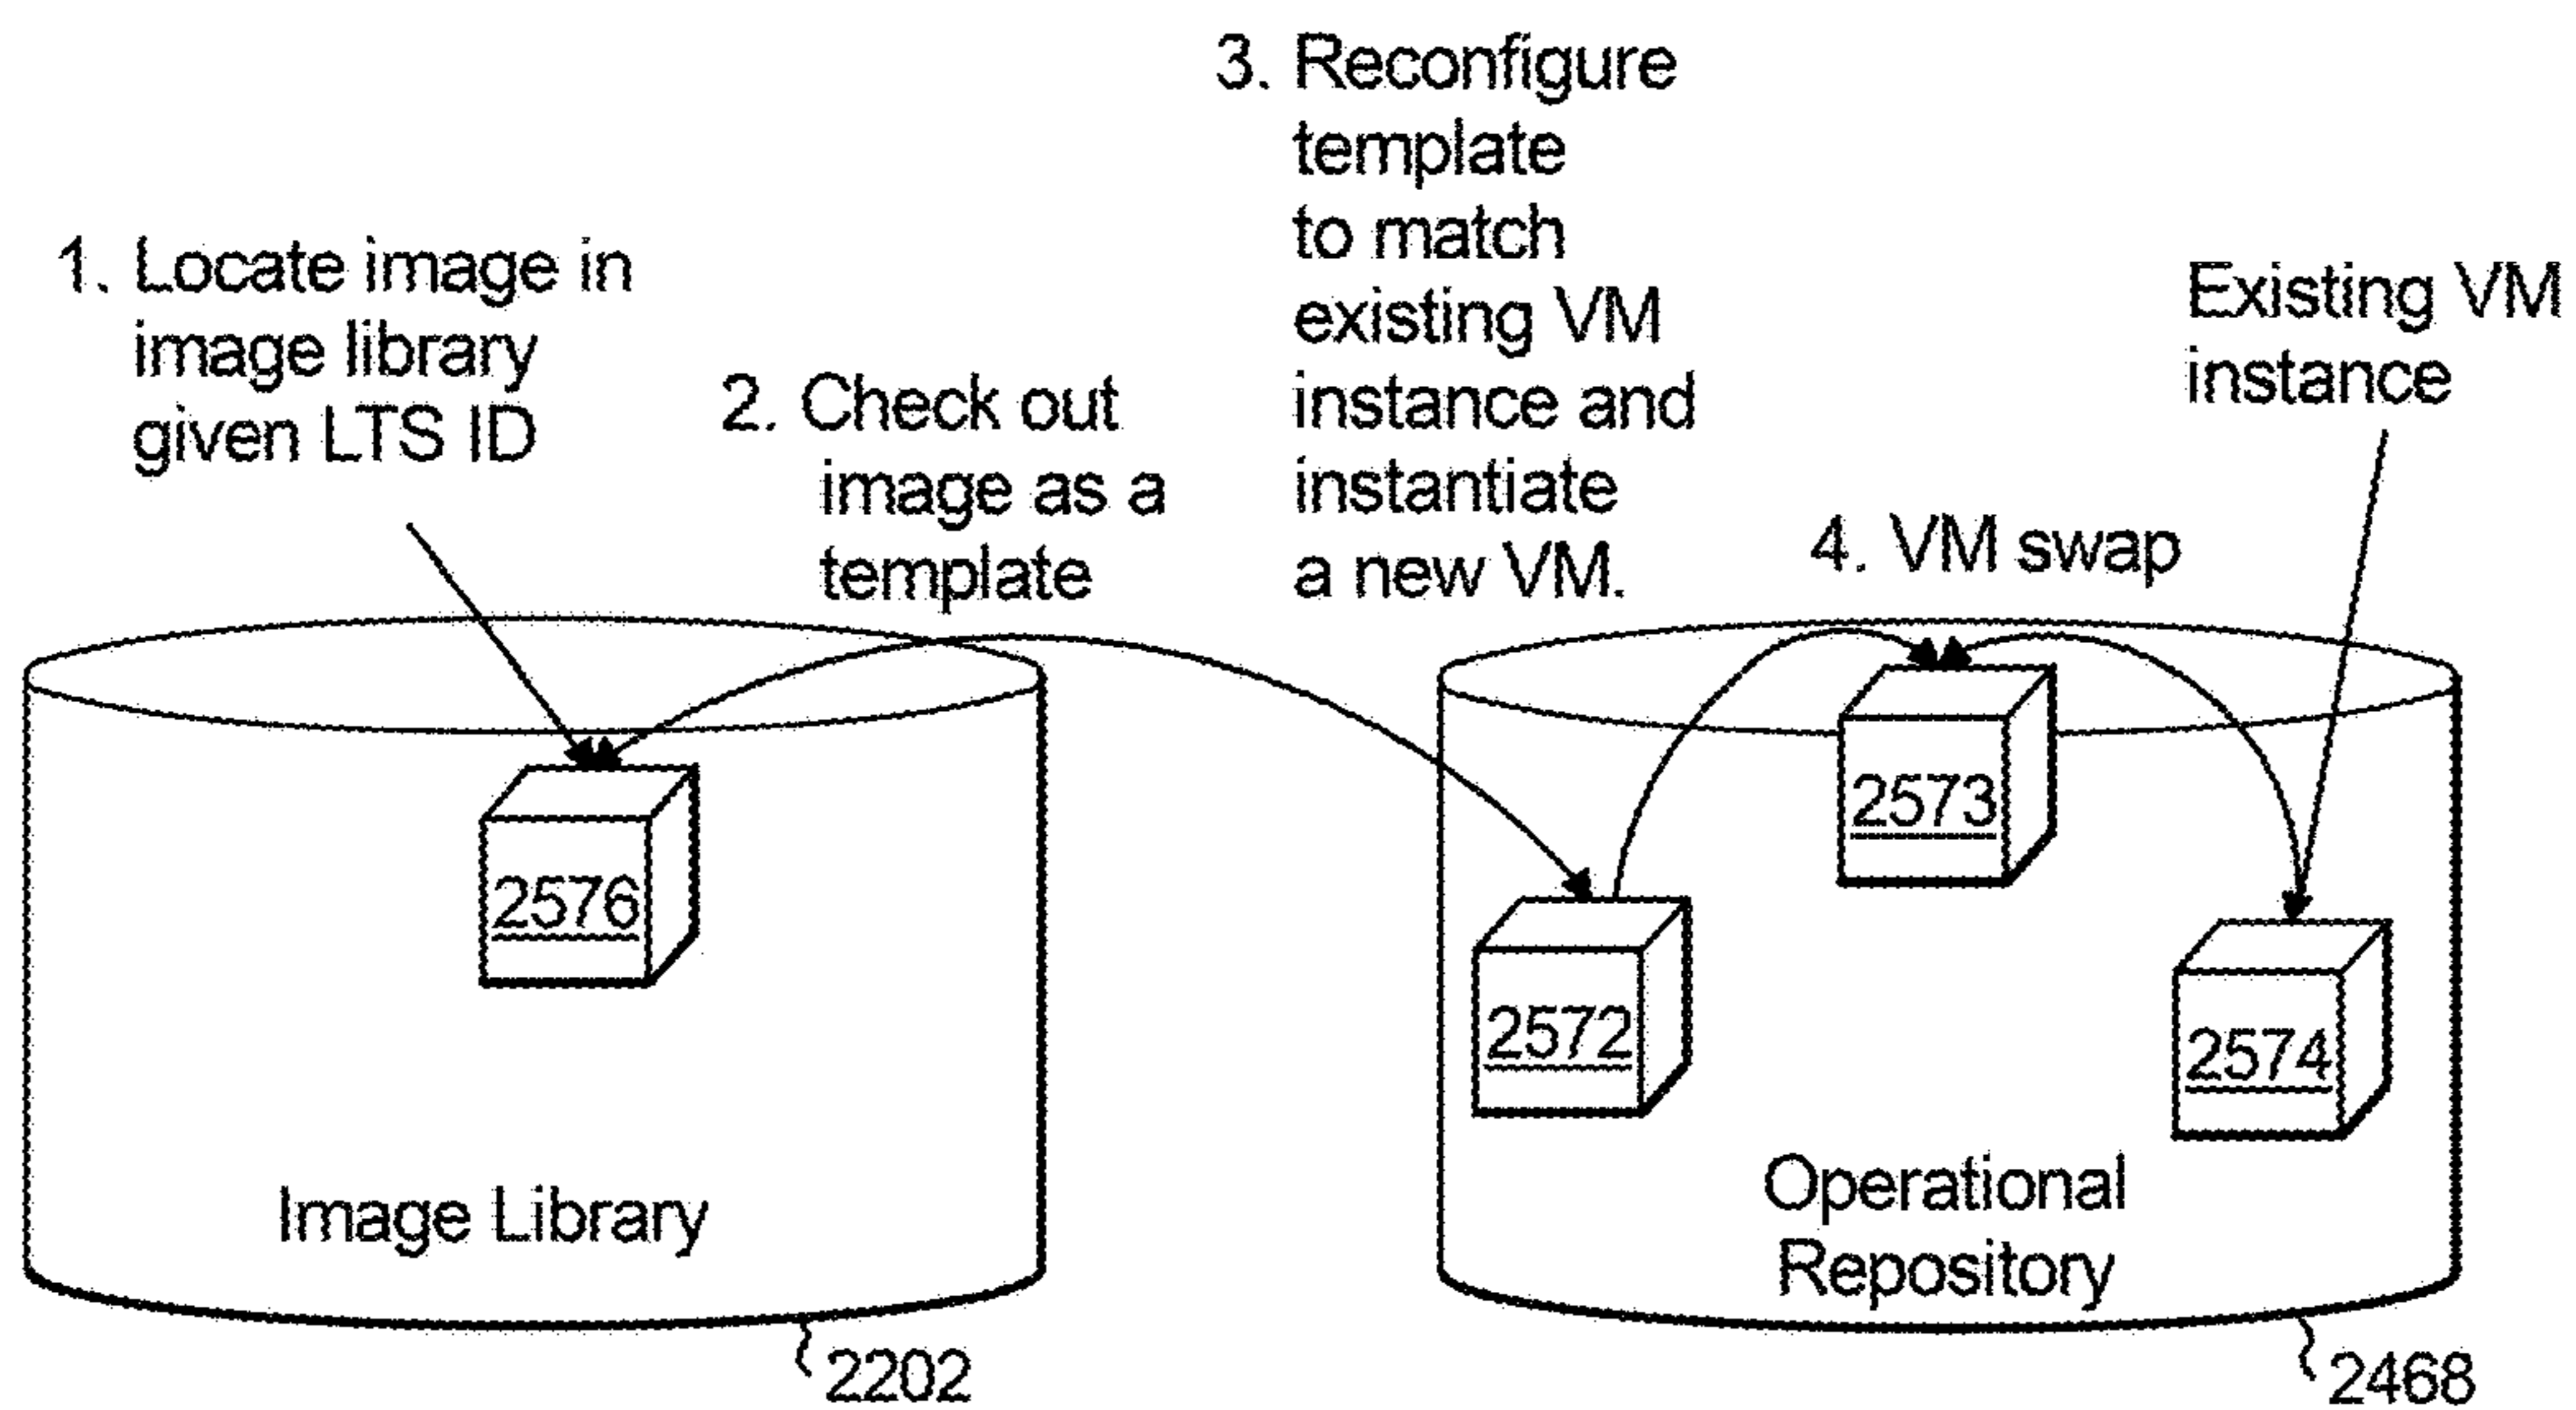 1. Locate image in
image library
given LTS ID
2. Check out
image as a
template
3. Reconfigure
template
to match
existing VM
instance and
instantiate
a new VM.
4. VM swap
Existing VM
instance
2576
2573
2572
2574
Image Library
Operational
Repository
2202
2468